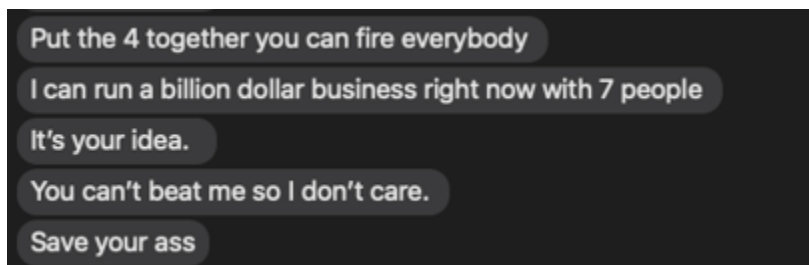 Put the 4 together you can fire everybody
I can run a billion dollar business right now with 7 people
It's your idea.
You can't beat me so I don't care.
Save your ass